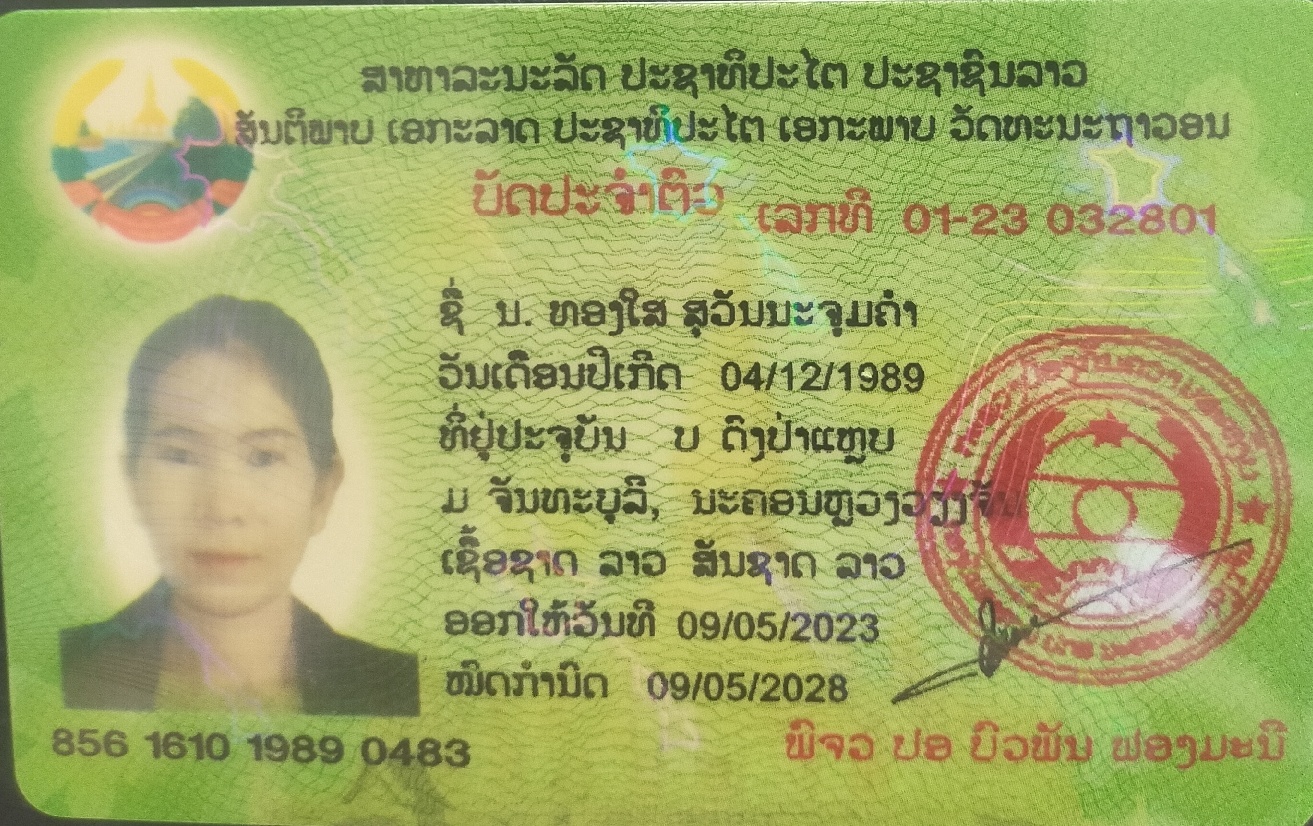 ສາທາລະນະລັດ ປະຊາທິປະໄຕ ປະຊາຊົນລາວ
ສັນຕິພາບ ເອກະລາດ ປະຊາທິປະໄຕ ເອກະພາບ ວັດທະນະຖາວອນ
ບັດປະຈຳຕົວ ເລກທີ 01-23 032801
ຊື່ ນ. ທອງໃສ ສຸວັນນະຈຸມຄຳ
ວັນເດືອນປີເກີດ 04/12/1989
ທີ່ຢູ່ປະຈຸບັນ ບ ດົງປ່າແຫຼບ
ມ ຈັນທະບູລີ, ນະຄອນຫຼວງວຽງຈັນ
ເຊື້ອຊາດ ລາວ ສັນຊາດ ລາວ
ອອກໃຫ້ວັນທີ 09/05/2023
ໝົດກຳນົດ 09/05/2028
856 1610 1989 0483
ພິຈວ ປອ ບົວພັນ ຟອງມະນີ